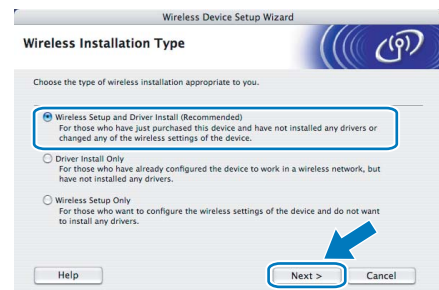 Wireless Device Setup Wizard
Wireless Installation Type
Choose the type of wireless installation appropriate to you.
Wireless Setup and Driver Install (Recommended)
For those who have just purchased this device and have not installed any drivers or
changed any of the wireless settings of the device.
Driver Install Only
For those who have already configured the device to work in a wireless network, but
have not installed any drivers.
Wireless Setup Only
For those who want to configure the wireless settings of the device and do not want
to install any drivers.
Help Next > Cancel